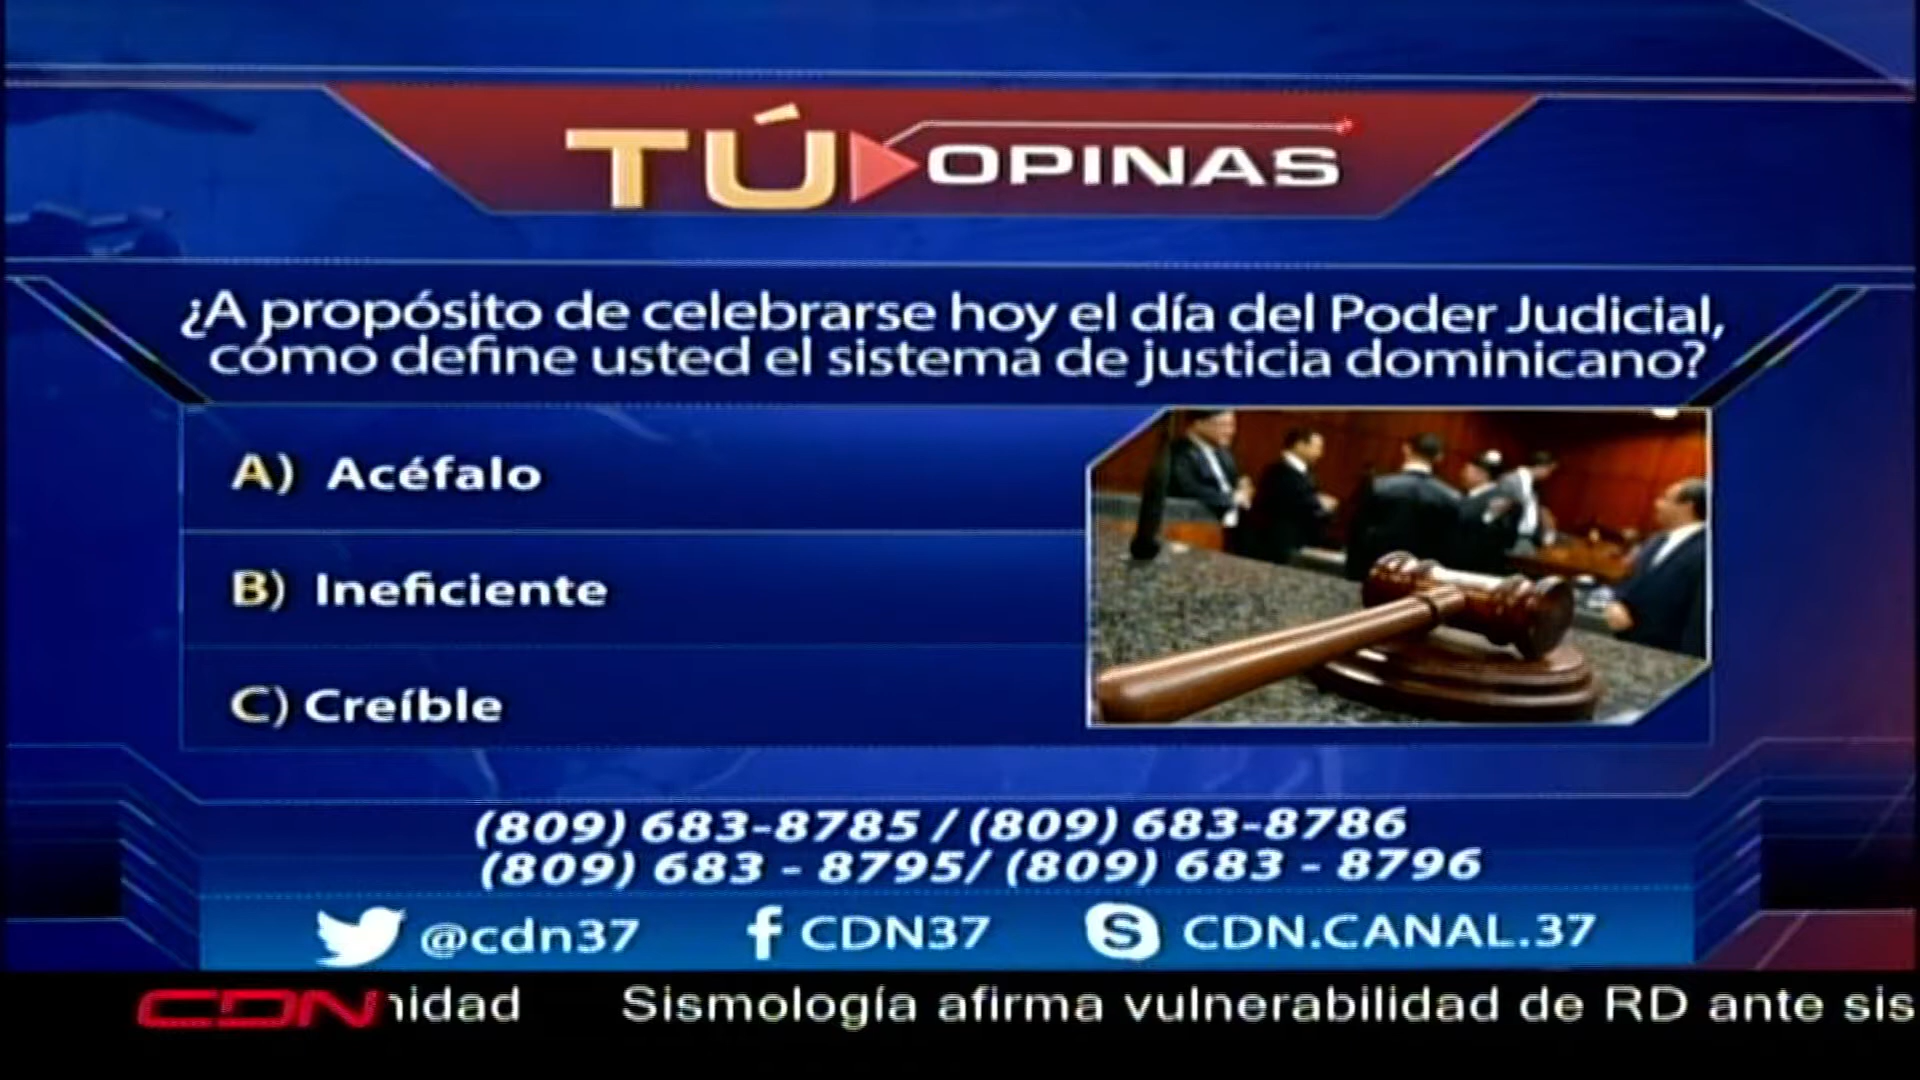 TÚ OPINAS
¿A propósito de celebrarse hoy el día del Poder Judicial,
cómo define usted el sistema de justicia dominicano?
A) Acéfalo
B) Ineficiente
C) Creíble
(809) 683-8785 / (809) 683-8786
(809) 683 - 8795/ (809) 683 - 8796
@cdn37 CDN37 CDN.CANAL.37
CDN nidad Sismología afirma vulnerabilidad de RD ante sis